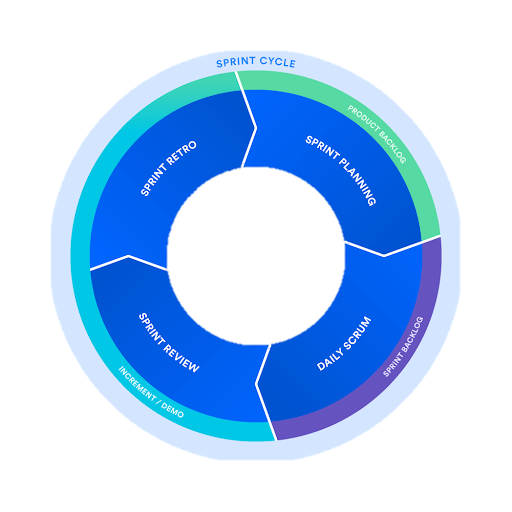 SPRINT CYCLE
PRODUCT BACKLOG
SPRINT PLANNING
SPRINT BACKLOG
DAILY SCRUM
INCREMENT / DEMO
SPRINT REVIEW
SPRINT RETRO